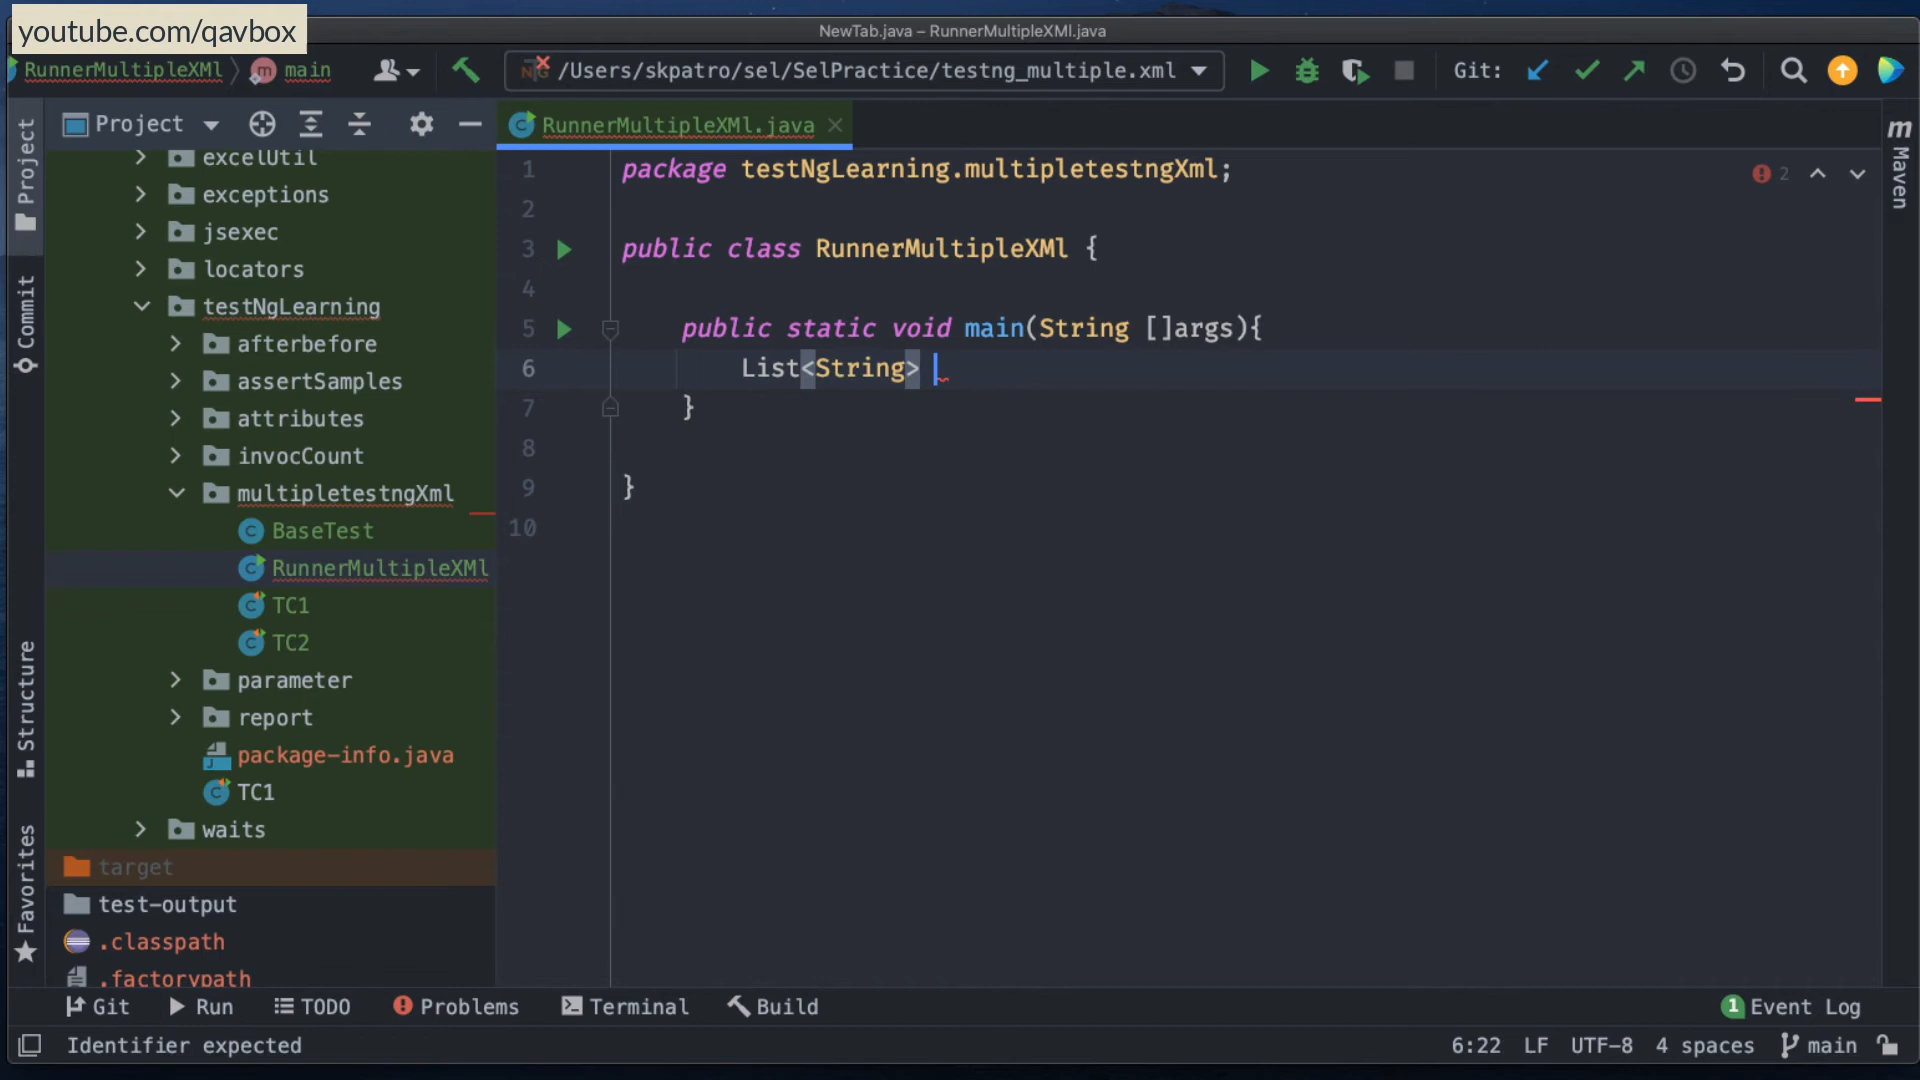 youtube.com/qavbox
NewTab.java – RunnerMultipleXMl.java
RunnerMultipleXMl
m main
/Users/skpatro/sel/SelPractice/testng_multiple.xml
Git:
Project
RunnerMultipleXMl.java
Project
Commit
Structure
Favorites
excelUtil
exceptions
jsexec
locators
testNgLearning
afterbefore
assertSamples
attributes
invocCount
multipletestngXml
BaseTest
RunnerMultipleXMl
TC1
TC2
parameter
report
package-info.java
TC1
waits
target
test-output
.classpath
.factorypath
1 package testNgLearning.multipletestngXml;
2
3 public class RunnerMultipleXMl {
4
5 public static void main(String []args){
6 List<String>
7 }
8
9 }
10
2
m Maven
Git Run TODO Problems Terminal Build
1 Event Log
Identifier expected
6:22 LF UTF-8 4 spaces main